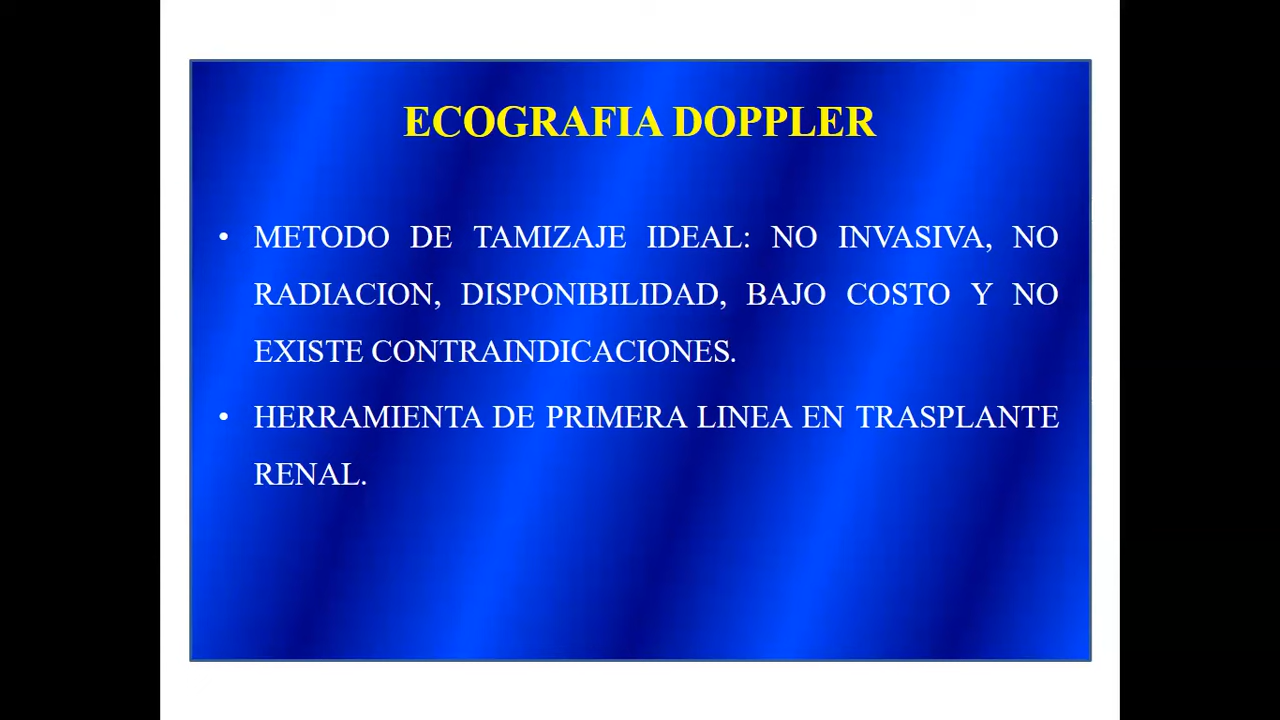 ECOGRAFIA DOPPLER
• METODO DE TAMIZAJE IDEAL: NO INVASIVA, NO
RADIACION, DISPONIBILIDAD, BAJO COSTO Y NO
EXISTE CONTRAINDICACIONES.
• HERRAMIENTA DE PRIMERA LINEA EN TRASPLANTE
RENAL.